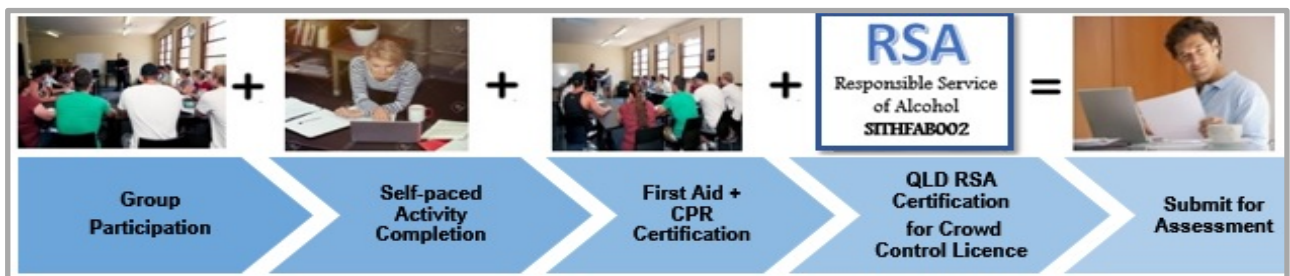 +
+
+
RSA
Responsible Service
of Alcohol
SITHFAB002
=
Group
Participation
Self-paced
Activity
Completion
First Aid +
CPR
Certification
QLD RSA
Certification
for Crowd
Control Licence
Submit for
Assessment